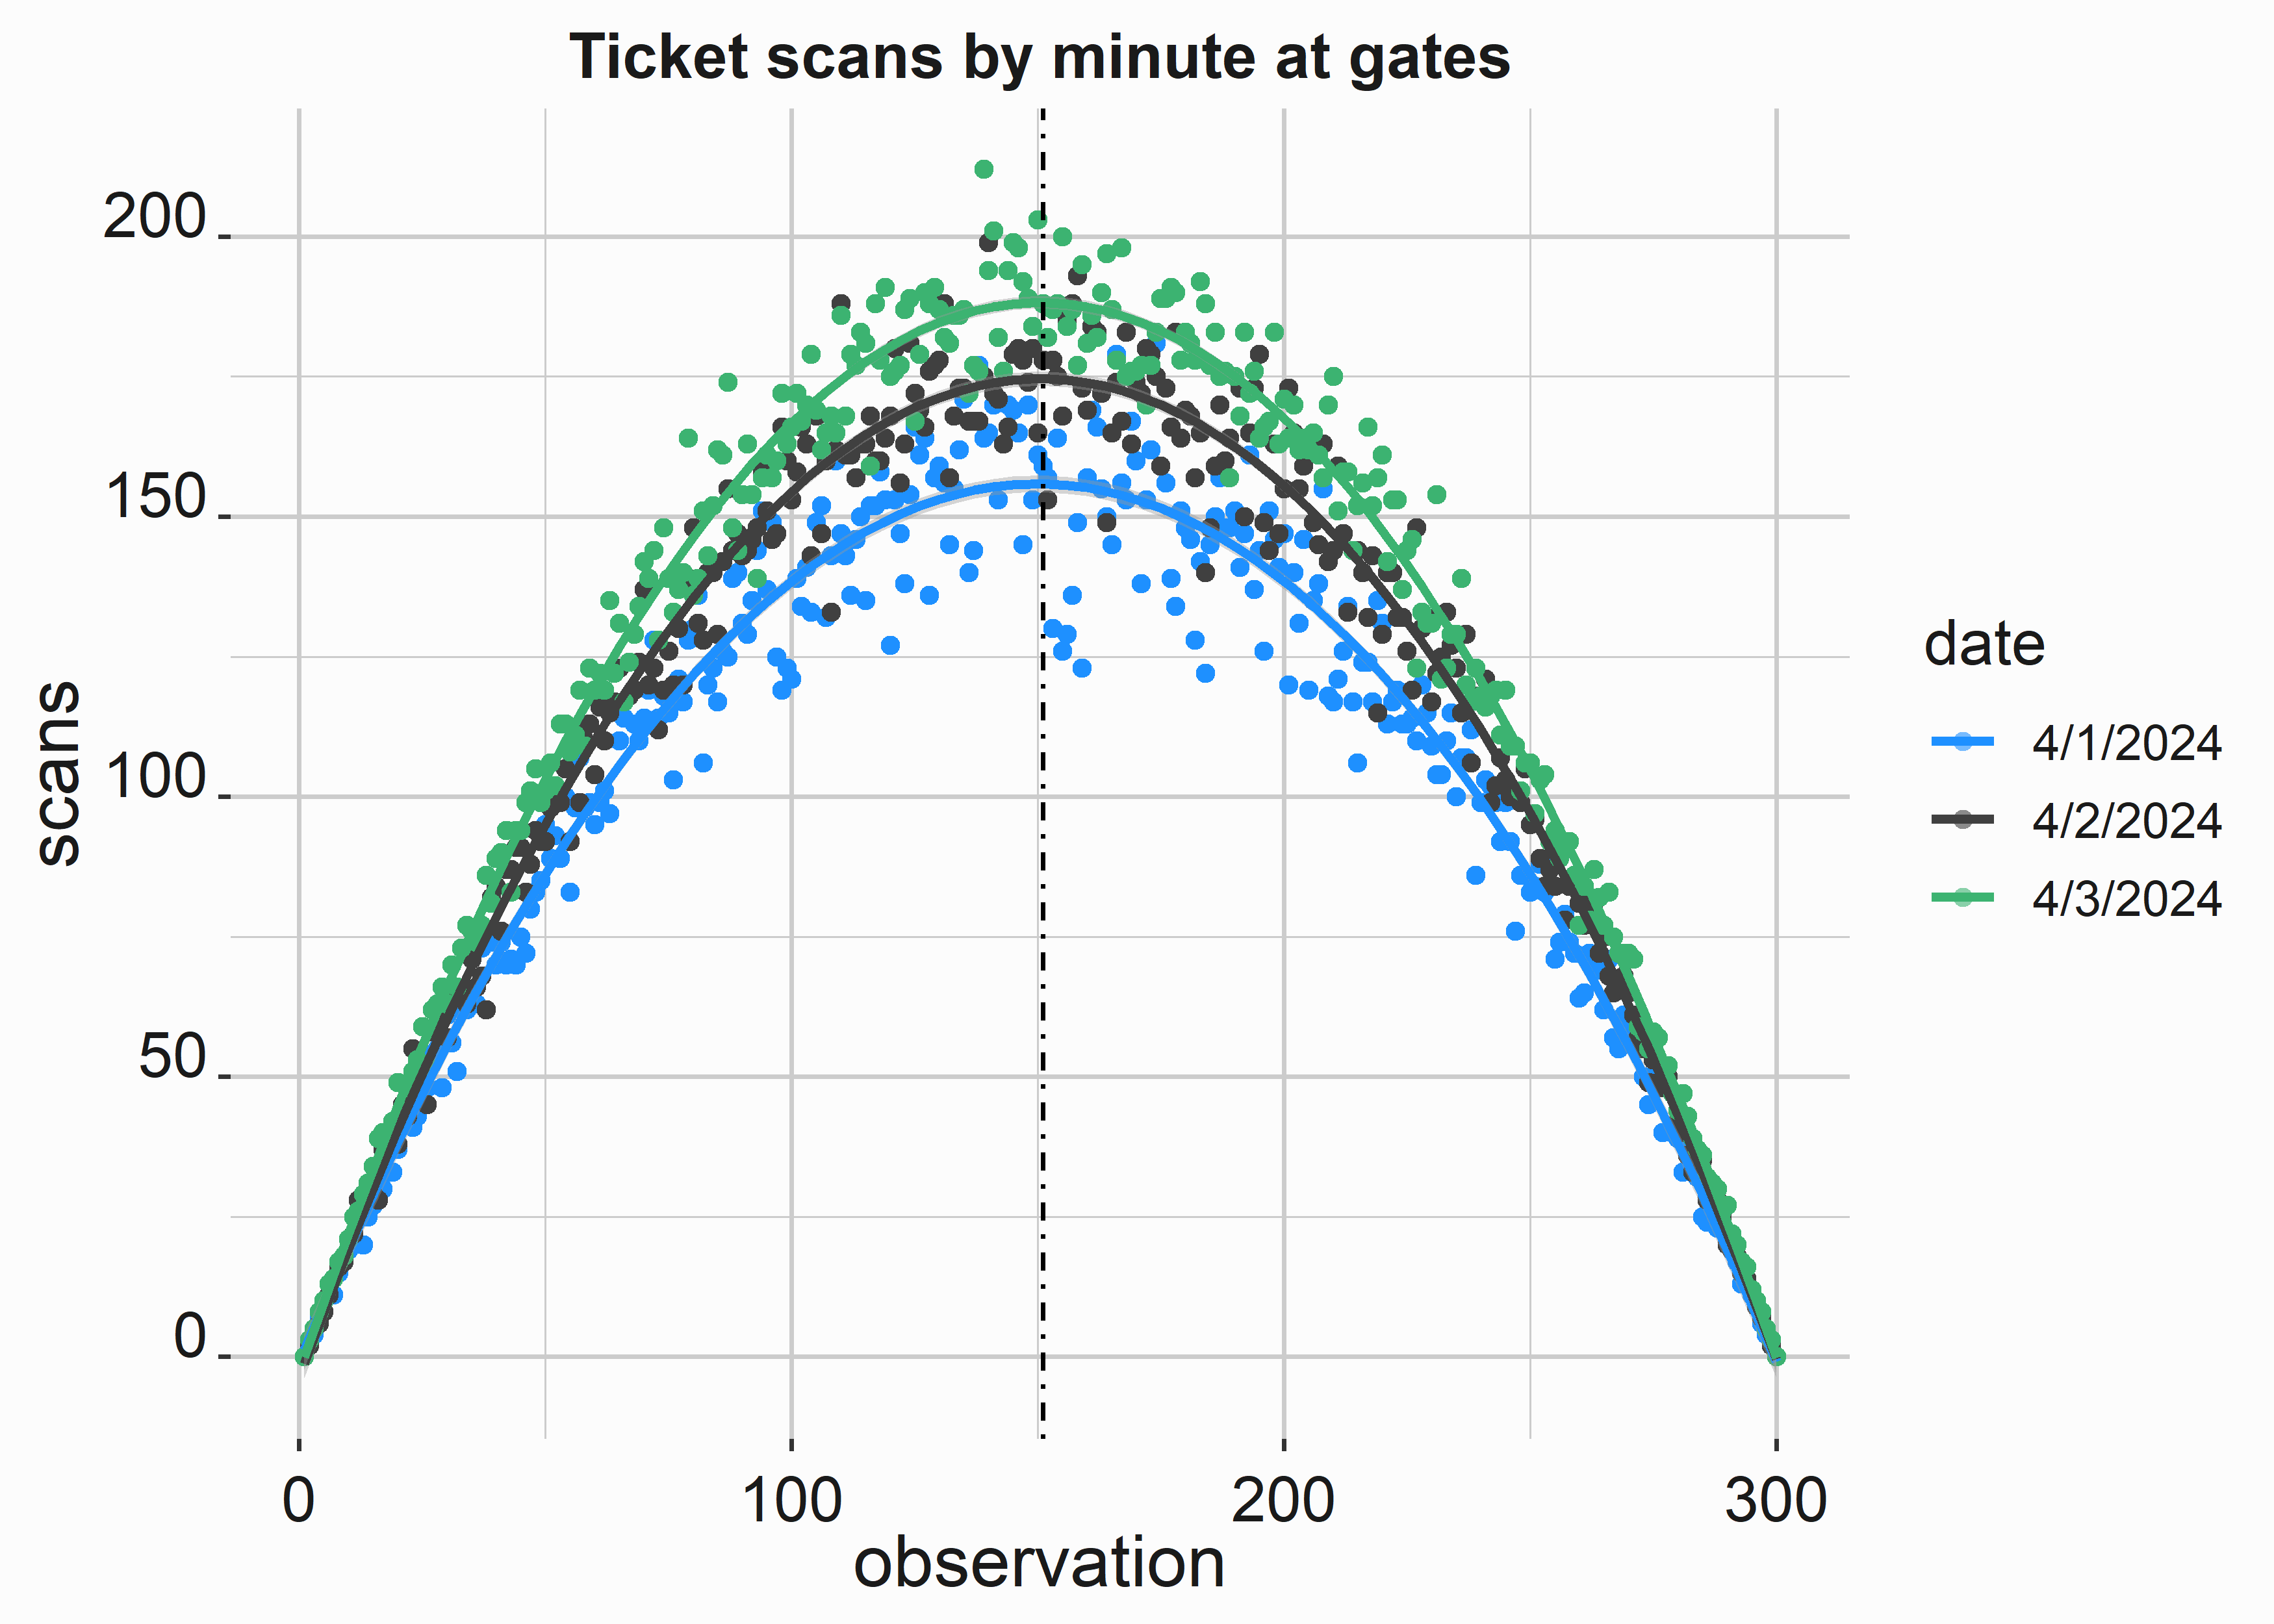 Ticket scans by minute at gates
200
150
100
50
0
scans
0 100 200 300
observation
date
4/1/2024
4/2/2024
4/3/2024